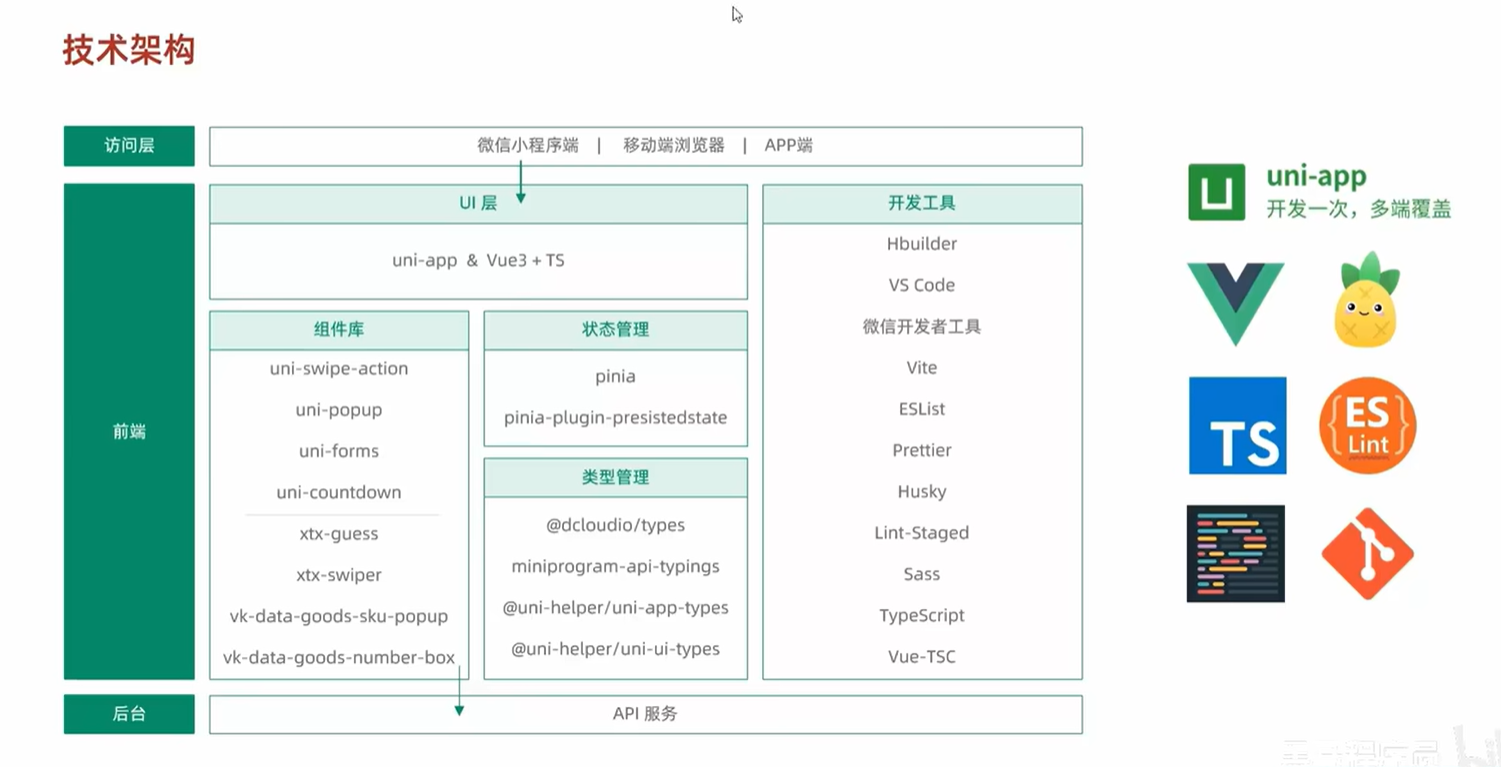 技术架构
访问层
微信小程序端 | 移动端浏览器 | APP端
前端
UI 层
uni-app & Vue3 + TS
组件库
uni-swipe-action
uni-popup
uni-forms
uni-countdown
xtx-guess
xtx-swiper
vk-data-goods-sku-popup
vk-data-goods-number-box
状态管理
pinia
pinia-plugin-presistedstate
类型管理
@dcloudio/types
miniprogram-api-typings
@uni-helper/uni-app-types
@uni-helper/uni-ui-types
开发工具
Hbuilder
VS Code
微信开发者工具
Vite
ESList
Prettier
Husky
Lint-Staged
Sass
TypeScript
Vue-TSC
后台
API 服务
uni-app
开发一次，多端覆盖
TS
ES
Lint